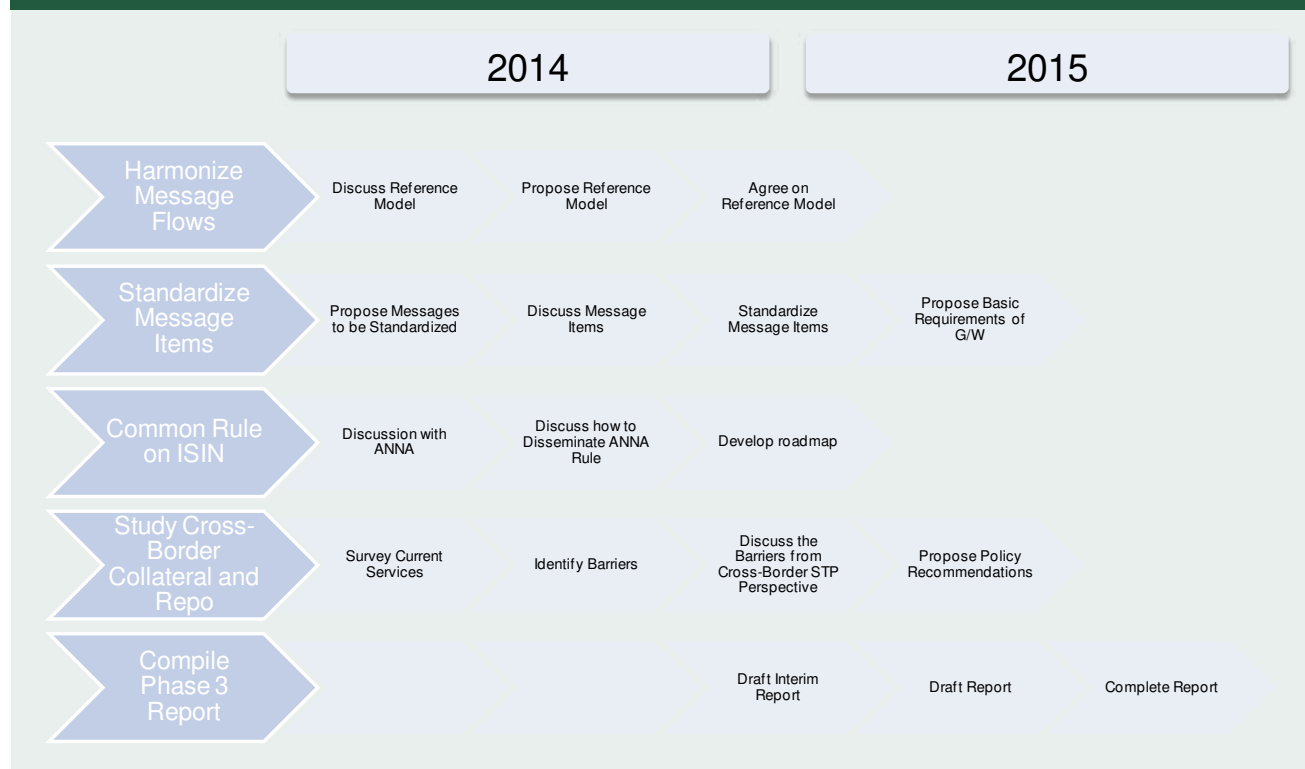 2014
2015
Harmonize
Message
Flows
Discuss Reference
Model
Propose Reference
Model
Agree on
Reference Model
Standardize
Message
Items
Propose Messages
to be Standardized
Discuss Message
Items
Standardize
Message Items
Propose Basic
Requirements of
G/W
Common Rule
on ISIN
Discussion with
ANNA
Discuss how to
Disseminate ANNA
Rule
Develop roadmap
Study Cross-
Border
Collateral and
Repo
Survey Current
Services
Identify Barriers
Discuss the
Barriers from
Cross-Border STP
Perspective
Propose Policy
Recommendations
Compile
Phase 3
Report
Draft Interim
Report
Draft Report
Complete Report